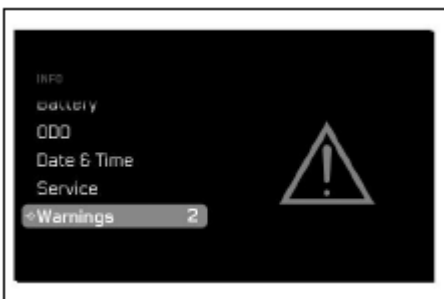 INFO
Battery
ODO
Date & Time
Service
Warnings 2